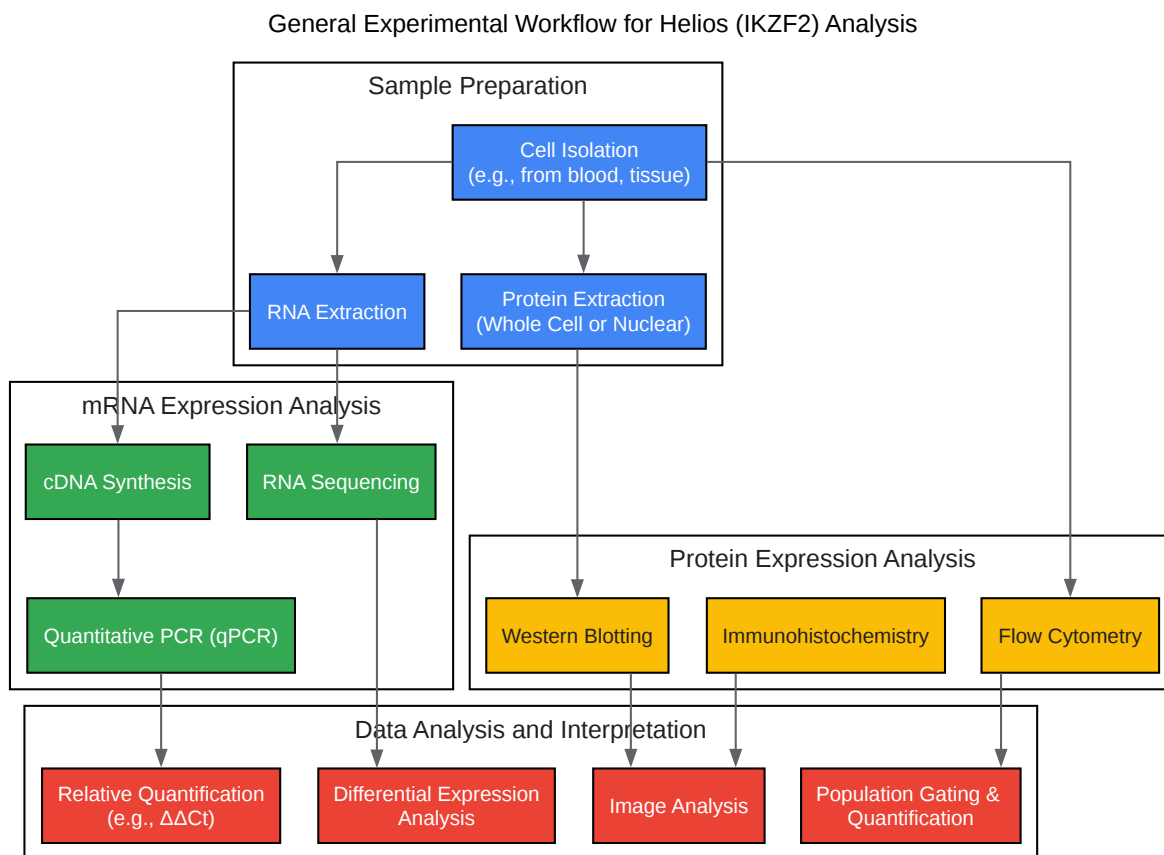 General Experimental Workflow for Helios (IKZF2) Analysis
Sample Preparation
Cell Isolation
(e.g., from blood, tissue)
RNA Extraction
Protein Extraction
(Whole Cell or Nuclear)
mRNA Expression Analysis
cDNA Synthesis
RNA Sequencing
Quantitative PCR (qPCR)
Protein Expression Analysis
Western Blotting
Immunohistochemistry
Flow Cytometry
Data Analysis and Interpretation
Relative Quantification
(e.g., ΔΔCt)
Differential Expression
Analysis
Image Analysis
Population Gating &
Quantification